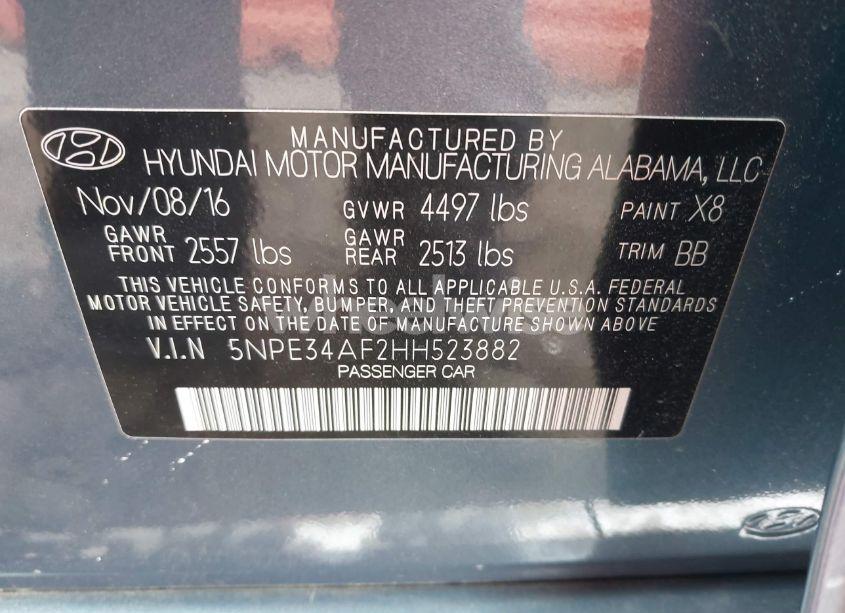 MANUFACTURED BY
HYUNDAI MOTOR MANUFACTURING ALABAMA, LLC
Nov/08/16 GVWR 4497 lbs PAINT X8
GAWR FRONT 2557 lbs GAWR REAR 2513 lbs TRIM BB
THIS VEHICLE CONFORMS TO ALL APPLICABLE U.S.A. FEDERAL
MOTOR VEHICLE SAFETY, BUMPER, AND THEFT PREVENTION STANDARDS
IN EFFECT ON THE DATE OF MANUFACTURE SHOWN ABOVE
V.I.N 5NPE34AF2HH523882
PASSENGER CAR